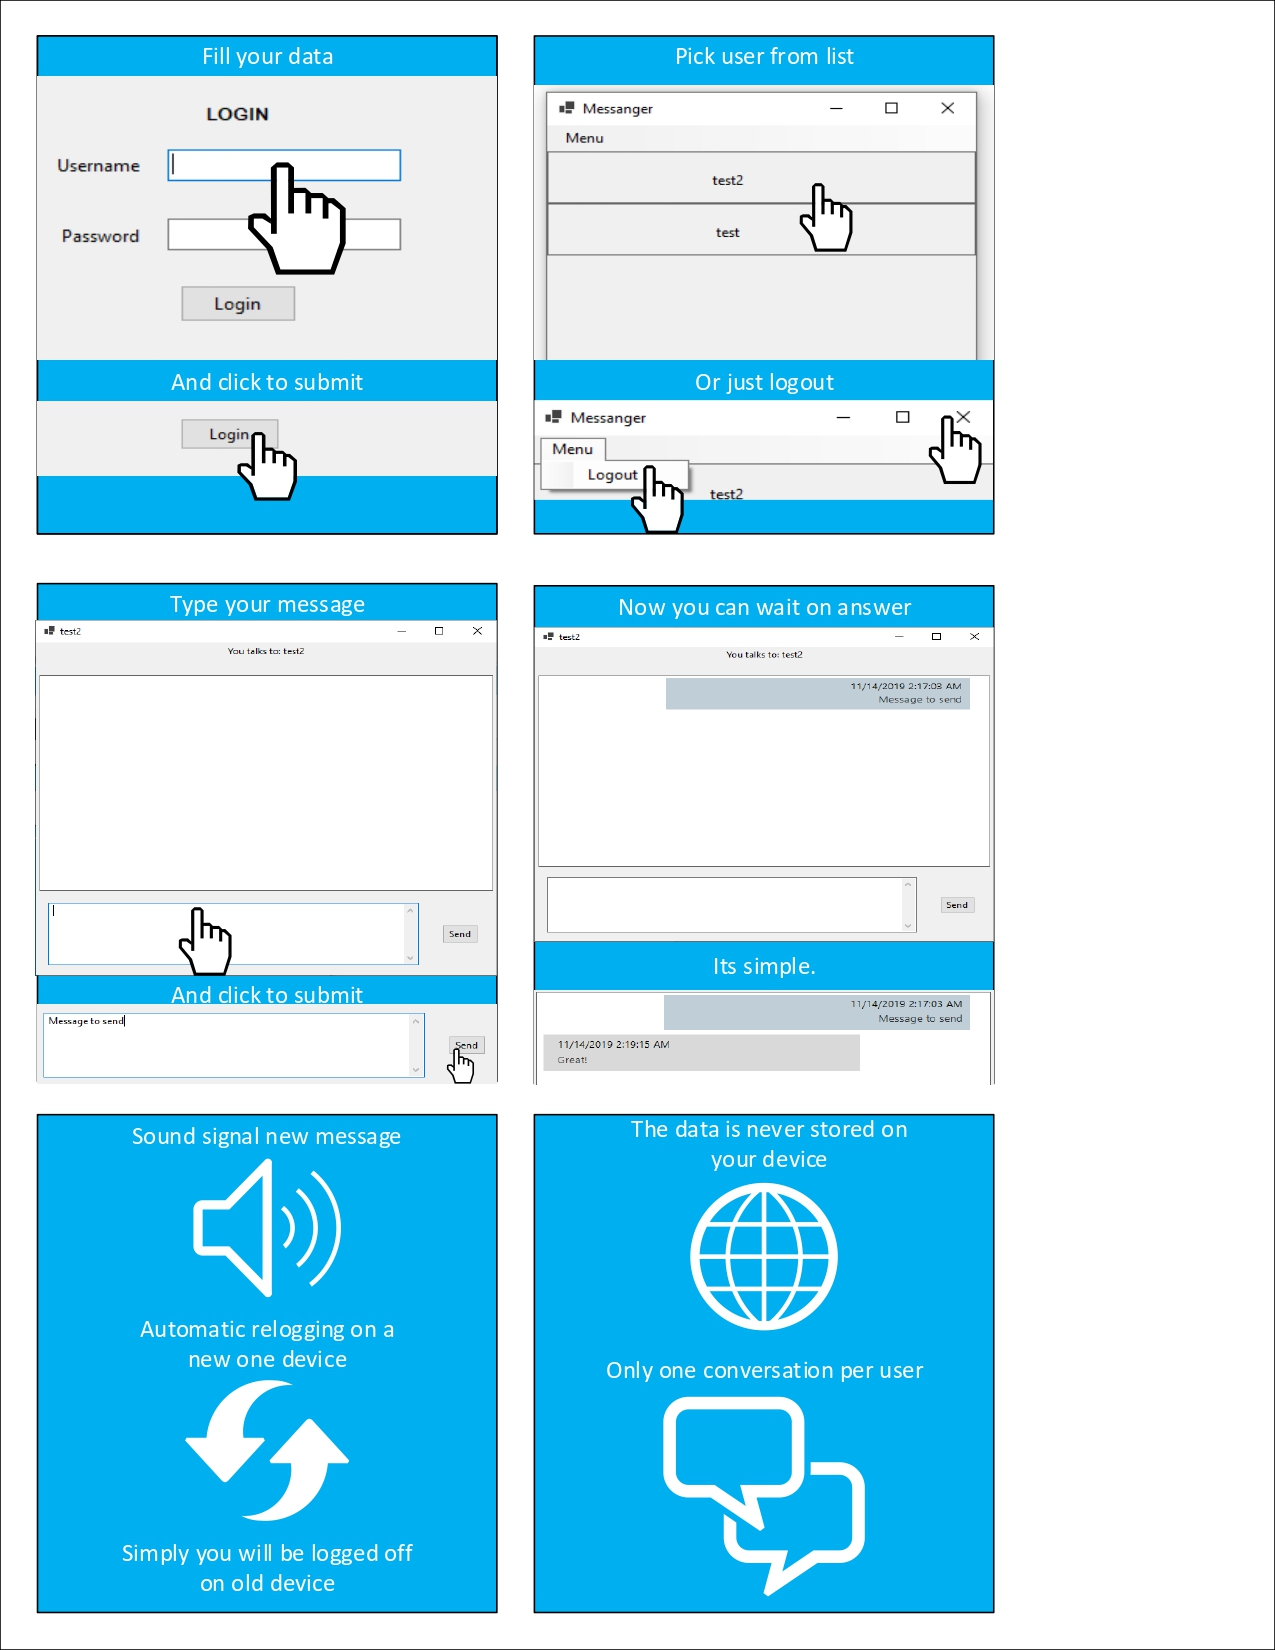 Fill your data
LOGIN
Username
Password
Login
And click to submit
Login
Pick user from list
Messanger
Menu
test2
test
Or just logout
Messanger
Menu
Logout
test2
Type your message
test2
You talks to: test2
Send
And click to submit
Message to send
Send
Now you can wait on answer
test2
You talks to: test2
11/14/2019 2:17:03 AM
Message to send
Send
Its simple.
11/14/2019 2:17:03 AM
Message to send
11/14/2019 2:19:15 AM
Great!
Sound signal new message
Automatic relogging on a
new one device
Simply you will be logged off
on old device
The data is never stored on
your device
Only one conversation per user